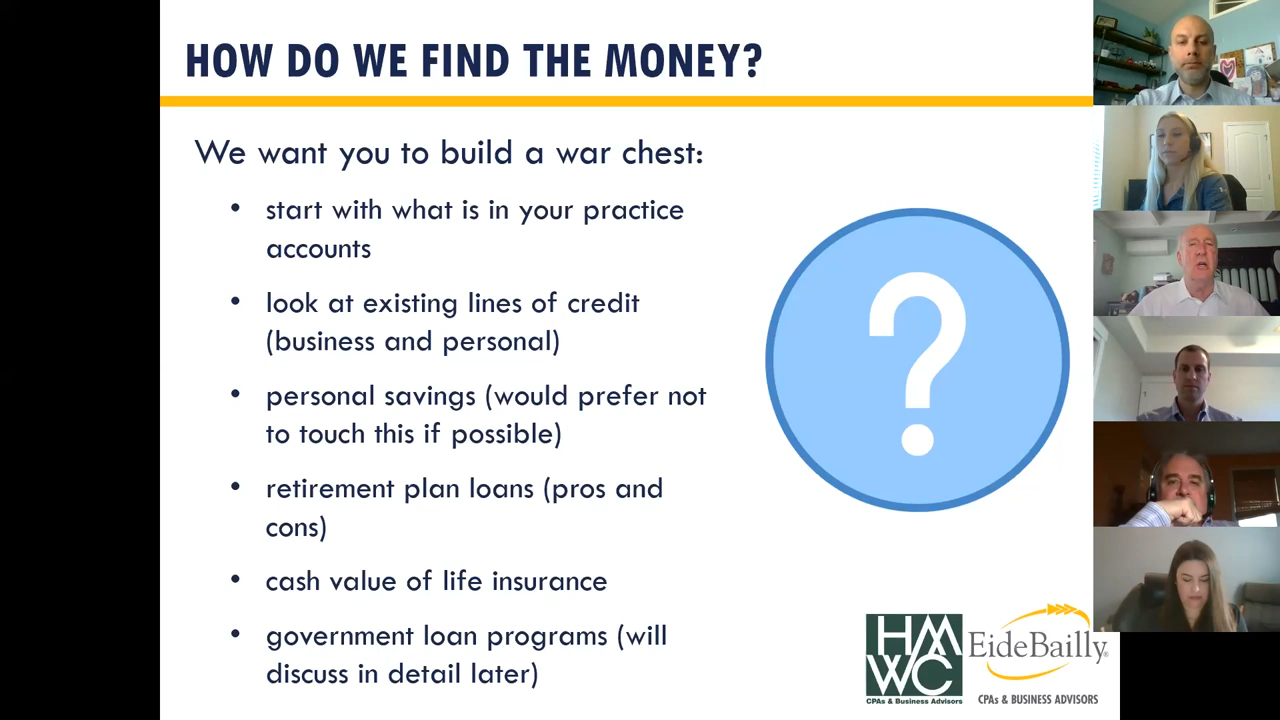 HOW DO WE FIND THE MONEY?
We want you to build a war chest:
• start with what is in your practice
accounts
• look at existing lines of credit
(business and personal)
• personal savings (would prefer not
to touch this if possible)
• retirement plan loans (pros and
cons)
• cash value of life insurance
• government loan programs (will
discuss in detail later)
?
HM
WC
CPAs & Business Advisors
EideBailly®
CPAs & BUSINESS ADVISORS